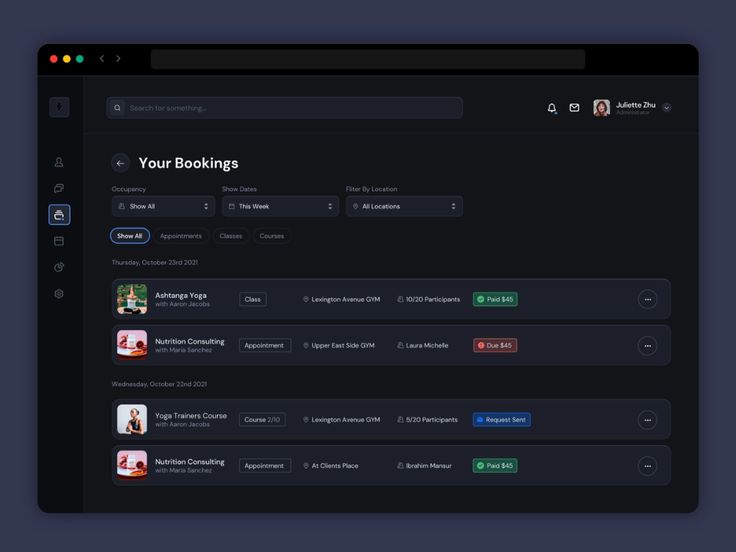 Search for something...
Juliette Zhu
Administrator
Your Bookings
Occupancy
Show Dates
Fliter By Location
Show All
This Week
All Locations
Show All
Appointments
Classes
Courses
Thursday, October 23rd 2021
Ashtanga Yoga
with Aaron Jacobs
Class
Lexington Avenue GYM
10/20 Participants
Paid $45
Nutrition Consulting
with Maria Sanchez
Appointment
Upper East Side GYM
Laura Michelle
Due $45
Wednesday, October 22nd 2021
Yoga Trainers Course
with Aaron Jacobs
Course 2/10
Lexington Avenue GYM
5/20 Participants
Request Sent
Nutrition Consulting
with Maria Sanchez
Appointment
At Clients Place
Ibrahim Mansur
Paid $45